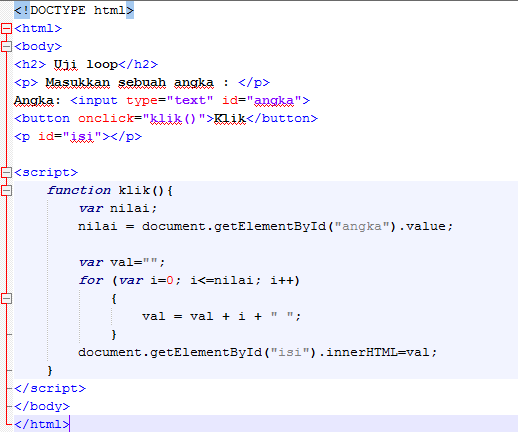 <!DOCTYPE html>
<html>
<body>
<h2> Uji loop</h2>
<p> Masukkan sebuah angka : </p>
Angka: <input type="text" id="angka">
<button onclick="klik()">Klik</button>
<p id="isi"></p>
<script>
function klik(){
var nilai;
nilai = document.getElementById("angka").value;
var val="";
for (var i=0; i<=nilai; i++)
{
val = val + i + " ";
}
document.getElementById("isi").innerHTML=val;
}
</script>
</body>
</html>